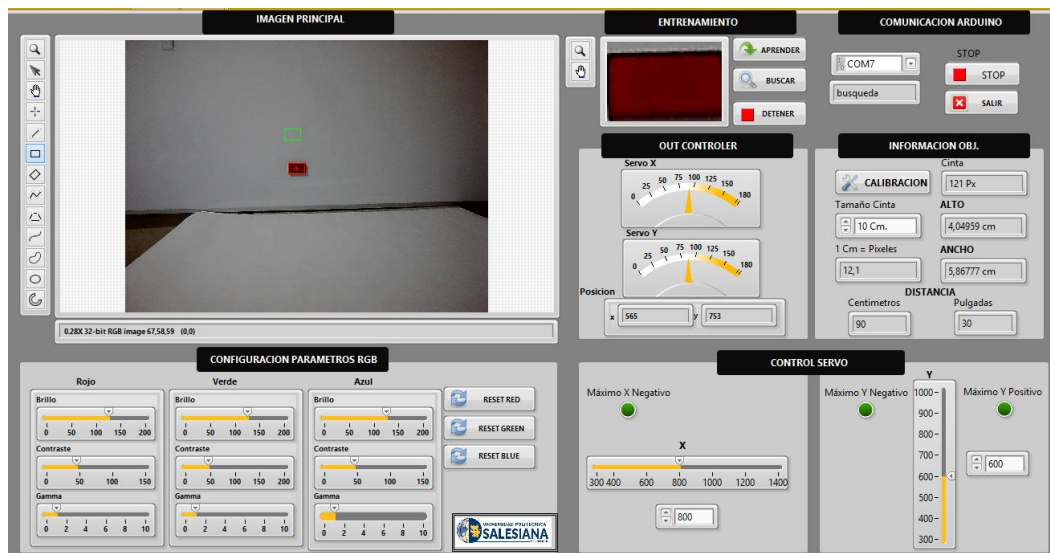 IMAGEN PRINCIPAL
0.28X 32-bit RGB image 67,58,59 (0,0)
ENTRENAMIENTO
APRENDER
BUSCAR
DETENER
COMUNICACION ARDUINO
COM7
busqueda
STOP
STOP
SALIR
OUT CONTROLER
Servo X
0 25 50 75 100 125 150 180
Servo Y
0 25 50 75 100 125 150 180
Posicion
x 565 y 753
INFORMACION OBJ.
CALIBRACION
Cinta
121 Px
Tamaño Cinta
10 Cm.
ALTO
4,04959 cm
1 Cm = Pixeles
12,1
ANCHO
5,86777 cm
DISTANCIA
Centimetros
90
Pulgadas
30
CONFIGURACION PARAMETROS RGB
Rojo
Brillo
0 50 100 150 200
Contraste
0 50 100 150
Gamma
0 2 4 6 8 10
Verde
Brillo
0 50 100 150 200
Contraste
0 50 100 150
Gamma
0 2 4 6 8 10
Azul
Brillo
0 50 100 150 200
Contraste
0 50 100 150
Gamma
0 2 4 6 8 10
RESET RED
RESET GREEN
RESET BLUE
UNIVERSIDAD POLITECNICA
SALESIANA
CONTROL SERVO
Máximo X Negativo
X
300 400 600 800 1000 1200 1400
800
Máximo Y Negativo
Y
1000
900
800
700
600
500
400
300
Máximo Y Positivo
600